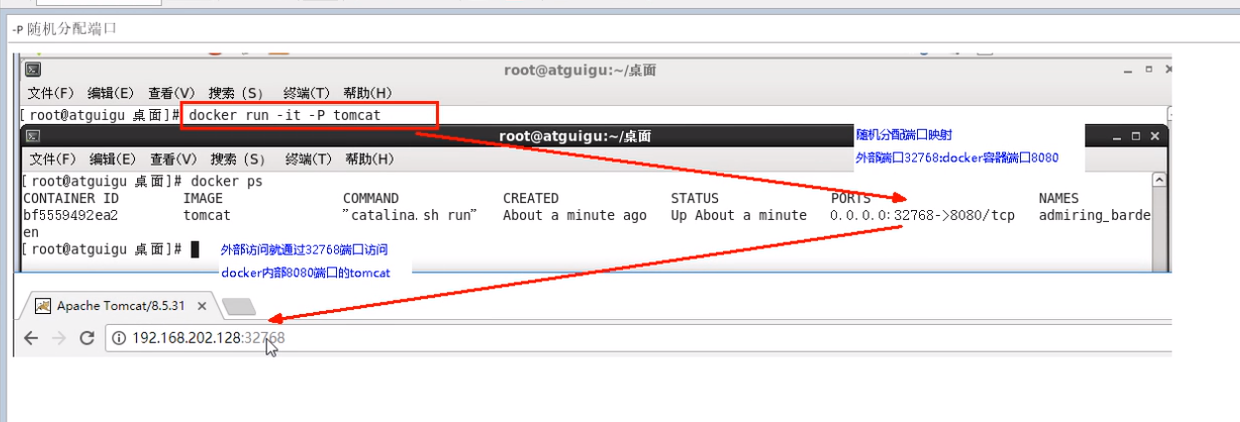 -P 随机分配端口
root@atguigu:~/桌面
文件(F) 编辑(E) 查看(V) 搜索 (S) 终端(T) 帮助(H)
[root@atguigu 桌面]# docker run -it -P tomcat
root@atguigu:~/桌面
随机分配端口映射
文件(F) 编辑(E) 查看(V) 搜索 (S) 终端(T) 帮助(H)
外部端口32768:docker容器端口8080
[root@atguigu 桌面]# docker ps
CONTAINER ID IMAGE COMMAND CREATED STATUS PORTS NAMES
bf5559492ea2 tomcat "catalina.sh run" About a minute ago Up About a minute 0.0.0.0:32768->8080/tcp admiring_barde
en
[root@atguigu 桌面]#
外部访问就通过32768端口访问
docker内部8080端口的tomcat
Apache Tomcat/8.5.31
192.168.202.128:32768